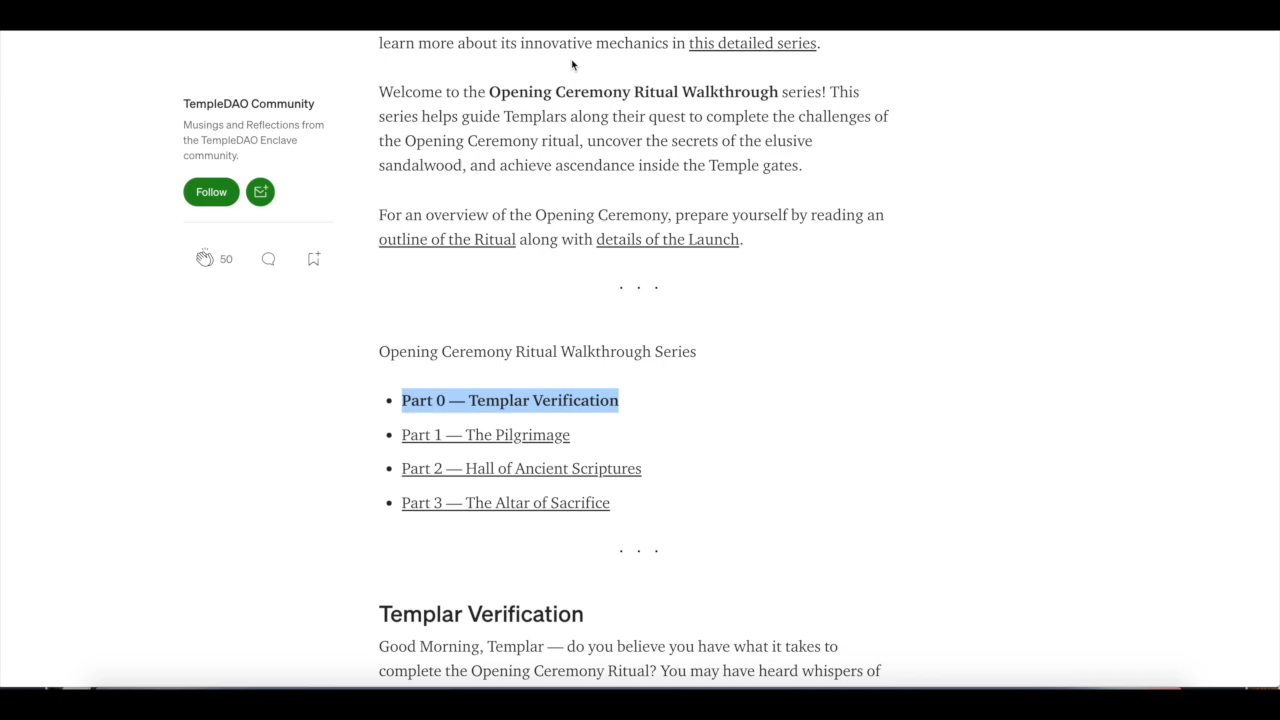 learn more about its innovative mechanics in this detailed series.
TempleDAO Community
Musings and Reflections from
the TempleDAO Enclave
community.
Follow
50
Welcome to the Opening Ceremony Ritual Walkthrough series! This
series helps guide Templars along their quest to complete the challenges of
the Opening Ceremony ritual, uncover the secrets of the elusive
sandalwood, and achieve ascendance inside the Temple gates.
For an overview of the Opening Ceremony, prepare yourself by reading an
outline of the Ritual along with details of the Launch.
. . .
Opening Ceremony Ritual Walkthrough Series
• Part 0 — Templar Verification
• Part 1 — The Pilgrimage
• Part 2 — Hall of Ancient Scriptures
• Part 3 — The Altar of Sacrifice
. . .
Templar Verification
Good Morning, Templar — do you believe you have what it takes to
complete the Opening Ceremony Ritual? You may have heard whispers of